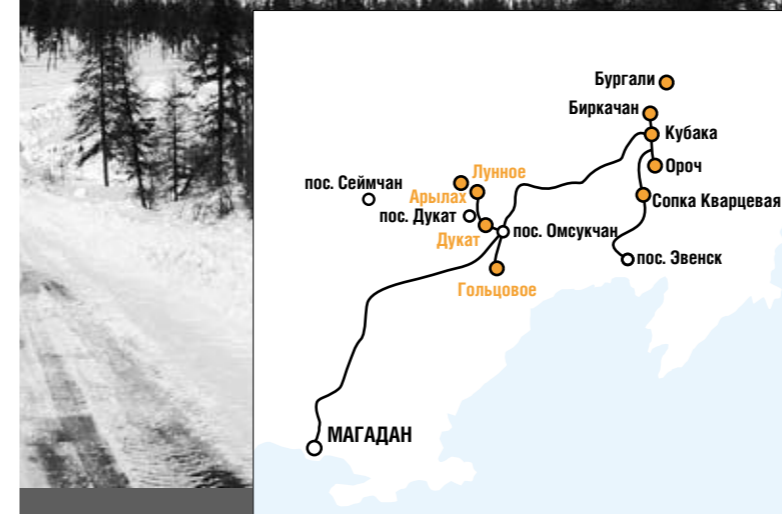 Бургали
Биркачан
Кубака
Ороч
Сопка Кварцевая
пос. Эвенск
Лунное
Арылах
пос. Сеймчан
пос. Дукат
Дукат
пос. Омсукчан
Гольцовое
МАГАДАН